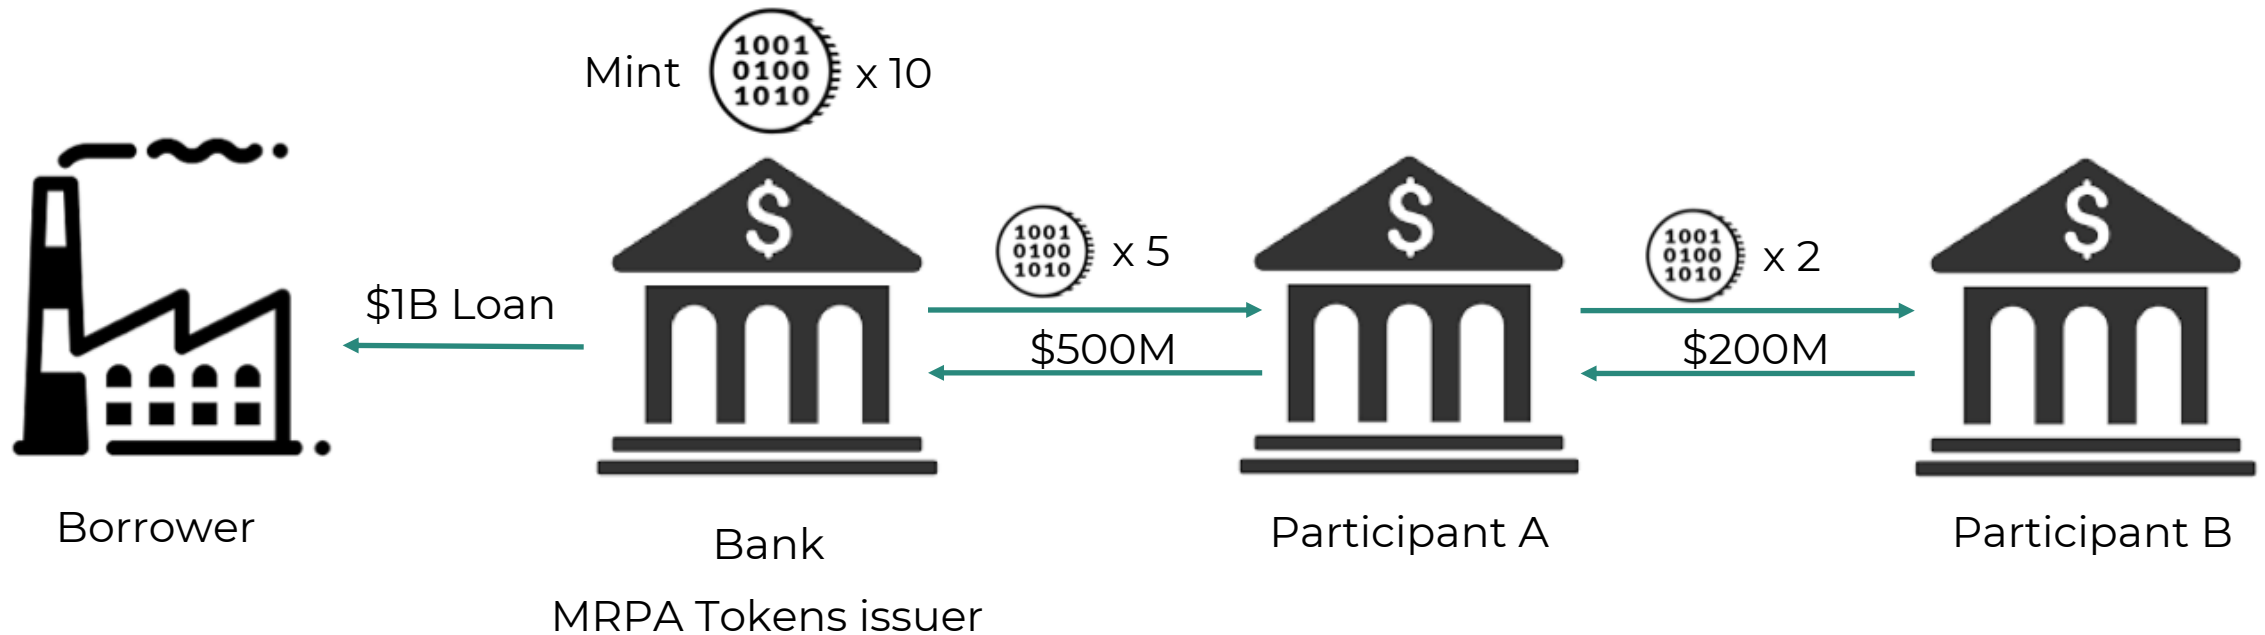 Mint
1001
0100
1010
x 10
$
$
$
1001
0100
1010
x 5
1001
0100
1010
x 2
$1B Loan
$500M
$200M
Borrower
Bank
Participant A
Participant B
MRPA Tokens issuer